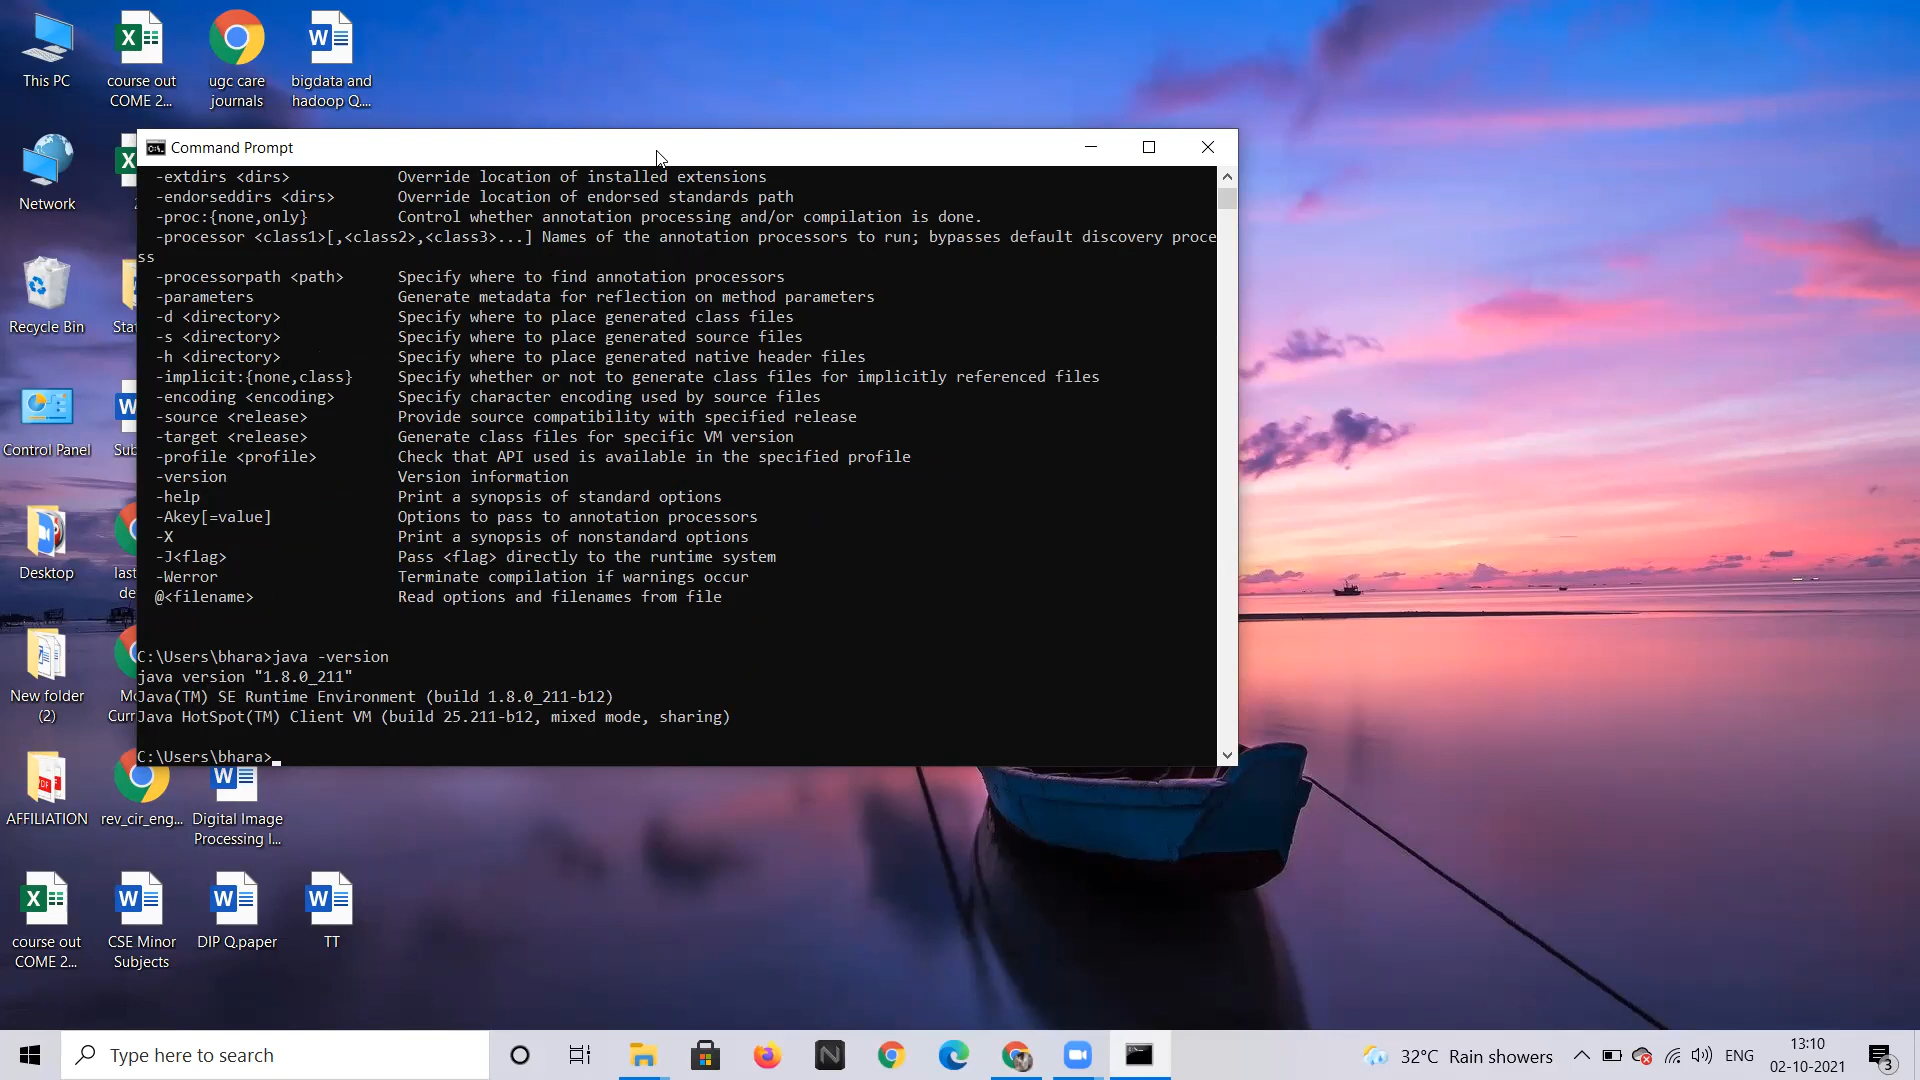 This PC
course out
COME 2...
ugc care
journals
bigdata and
hadoop Q....
Network
Recycle Bin
Control Panel
Desktop
New folder
(2)
AFFILIATION
rev_cir_eng...
Digital Image
Processing I...
course out
COME 2...
CSE Minor
Subjects
DIP Q.paper
TT
Command Prompt
-extdirs <dirs> Override location of installed extensions
-endorseddirs <dirs> Override location of endorsed standards path
-proc:{none,only} Control whether annotation processing and/or compilation is done.
-processor <class1>[,<class2>,<class3>...] Names of the annotation processors to run; bypasses default discovery proce
ss
-processorpath <path> Specify where to find annotation processors
-parameters Generate metadata for reflection on method parameters
-d <directory> Specify where to place generated class files
-s <directory> Specify where to place generated source files
-h <directory> Specify where to place generated native header files
-implicit:{none,class} Specify whether or not to generate class files for implicitly referenced files
-encoding <encoding> Specify character encoding used by source files
-source <release> Provide source compatibility with specified release
-target <release> Generate class files for specific VM version
-profile <profile> Check that API used is available in the specified profile
-version Version information
-help Print a synopsis of standard options
-Akey[=value] Options to pass to annotation processors
-X Print a synopsis of nonstandard options
-J<flag> Pass <flag> directly to the runtime system
-Werror Terminate compilation if warnings occur
@<filename> Read options and filenames from file
C:\Users\bhara>java -version
java version "1.8.0_211"
Java(TM) SE Runtime Environment (build 1.8.0_211-b12)
Java HotSpot(TM) Client VM (build 25.211-b12, mixed mode, sharing)
C:\Users\bhara>
Type here to search
32°C Rain showers
ENG
13:10
02-10-2021
3